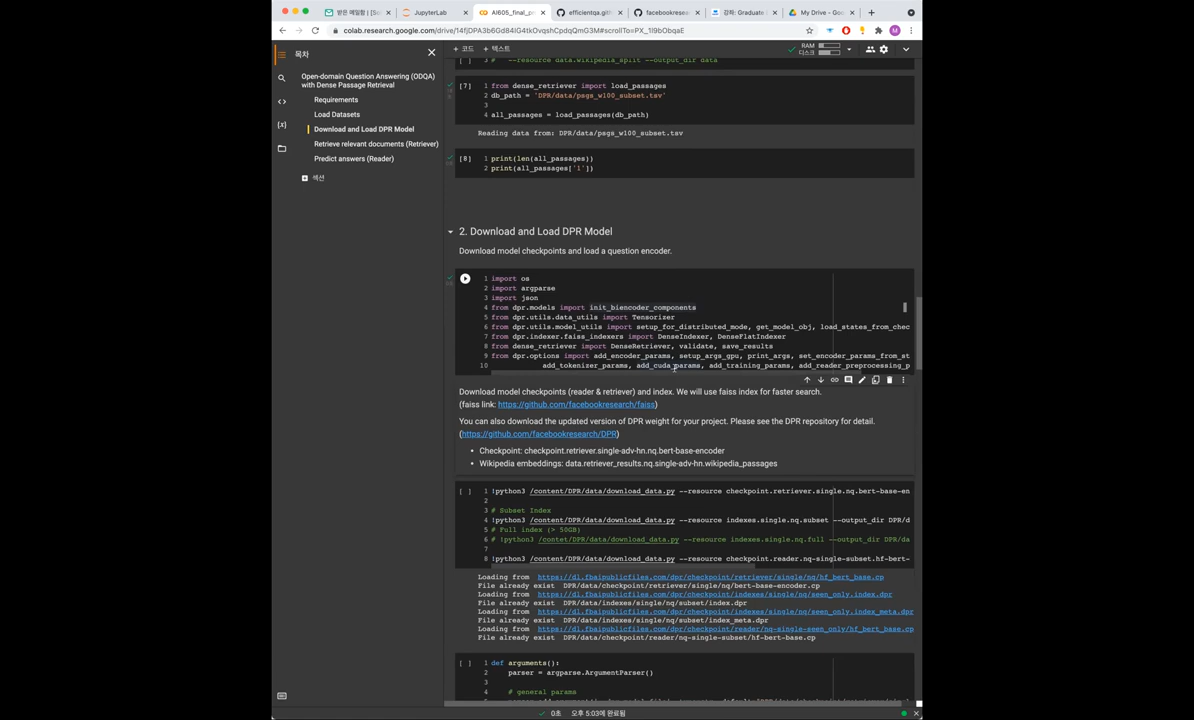 받은 메일함 (
JupyterLab
AI605_final_p
efficientqa.gith
facebookresea
강좌: Graduate
My Drive - Goo
colab.research.google.com/drive/
+ 코드
+ 텍스트
RAM
디스크
목차
Open-domain Question Answering (ODQA)
with Dense Passage Retrieval
Requirements
Load Datasets
Download and Load DPR Model
Retrieve relevant documents (Retriever)
Predict answers (Reader)
섹션
[ ] 3 # --resource data.wikipedia_split --output_dir data
[7] 1 from dense_retriever import load_passages
2 db_path = 'DPR/data/psgs_w100_subset.tsv'
3
4 all_passages = load_passages(db_path)
Reading data from: DPR/data/psgs_w100_subset.tsv
[8] 1 print(len(all_passages))
2 print(all_passages['1'])
2. Download and Load DPR Model
Download model checkpoints and load a question encoder.
1 import os
2 import argparse
3 import json
4 from dpr.models import init_biencoder_components
5 from dpr.utils.data_utils import Tensorizer
6 from dpr.utils.model_utils import setup_for_distributed_mode, get_model_obj, load_states_from_chec
7 from dpr.indexer.faiss_indexers import DenseIndexer, DenseFlatIndexer
8 from dense_retriever import DenseRetriever, validate, save_results
9 from dpr.options import add_encoder_params, setup_args_gpu, print_args, set_encoder_params_from_st
10 add_tokenizer_params, add_cuda_params, add_training_params, add_reader_preprocessing_p
Download model checkpoints (reader & retriever) and index. We will use faiss index for faster search.
(faiss link: https://github.com/facebookresearch/faiss)
You can also download the updated version of DPR weight for your project. Please see the DPR repository for detail.
(https://github.com/facebookresearch/DPR)
• Checkpoint: checkpoint.retriever.single-adv-hn.nq.bert-base-encoder
• Wikipedia embeddings: data.retriever_results.nq.single-adv-hn.wikipedia_passages
[ ] 1 !python3 /content/DPR/data/download_data.py --resource checkpoint.retriever.single.nq.bert-base-en
2
3 # Subset Index
4 !python3 /content/DPR/data/download_data.py --resource indexes.single.nq.subset --output_dir DPR/d
5 # Full index (> 50GB)
6 # !python3 /contet/DPR/data/download_data.py --resource indexes.single.nq.full --output_dir DPR/da
7
8 !python3 /content/DPR/data/download_data.py --resource checkpoint.reader.nq-single-subset.hf-bert-
Loading from https://dl.fbaipublicfiles.com/dpr/checkpoint/retriever/single/nq/hf_bert_base.cp
File already exist DPR/data/checkpoint/retriever/single/nq/bert-base-encoder.cp
Loading from https://dl.fbaipublicfiles.com/dpr/checkpoint/indexes/single/nq/seen_only.index.dpr
File already exist DPR/data/indexes/single/nq/subset/index.dpr
Loading from https://dl.fbaipublicfiles.com/dpr/checkpoint/indexes/single/nq/seen_only.index_meta.dpr
File already exist DPR/data/indexes/single/nq/subset/index_meta.dpr
Loading from https://dl.fbaipublicfiles.com/dpr/checkpoint/reader/nq-single-seen_only/hf_bert_base.cp
File already exist DPR/data/checkpoint/reader/nq-single-subset/hf-bert-base.cp
[ ] 1 def arguments():
2 parser = argparse.ArgumentParser()
3
4 # general params
0초 오후 5:03에 완료됨